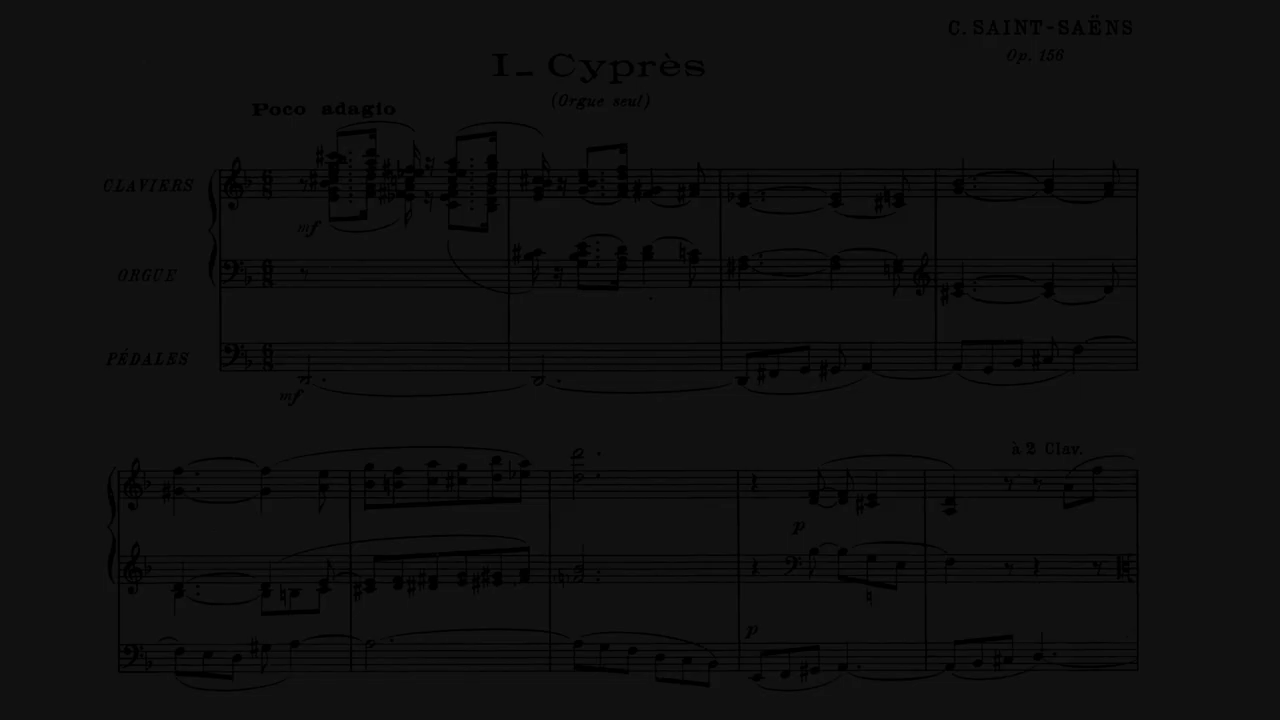 C. SAINT-SAËNS
Op. 156
I_ Cyprès
(Orgue seul)
Poco adagio
CLAVIERS
mf
ORGUE
PÉDALES
mf
à 2 Clav.
p
p